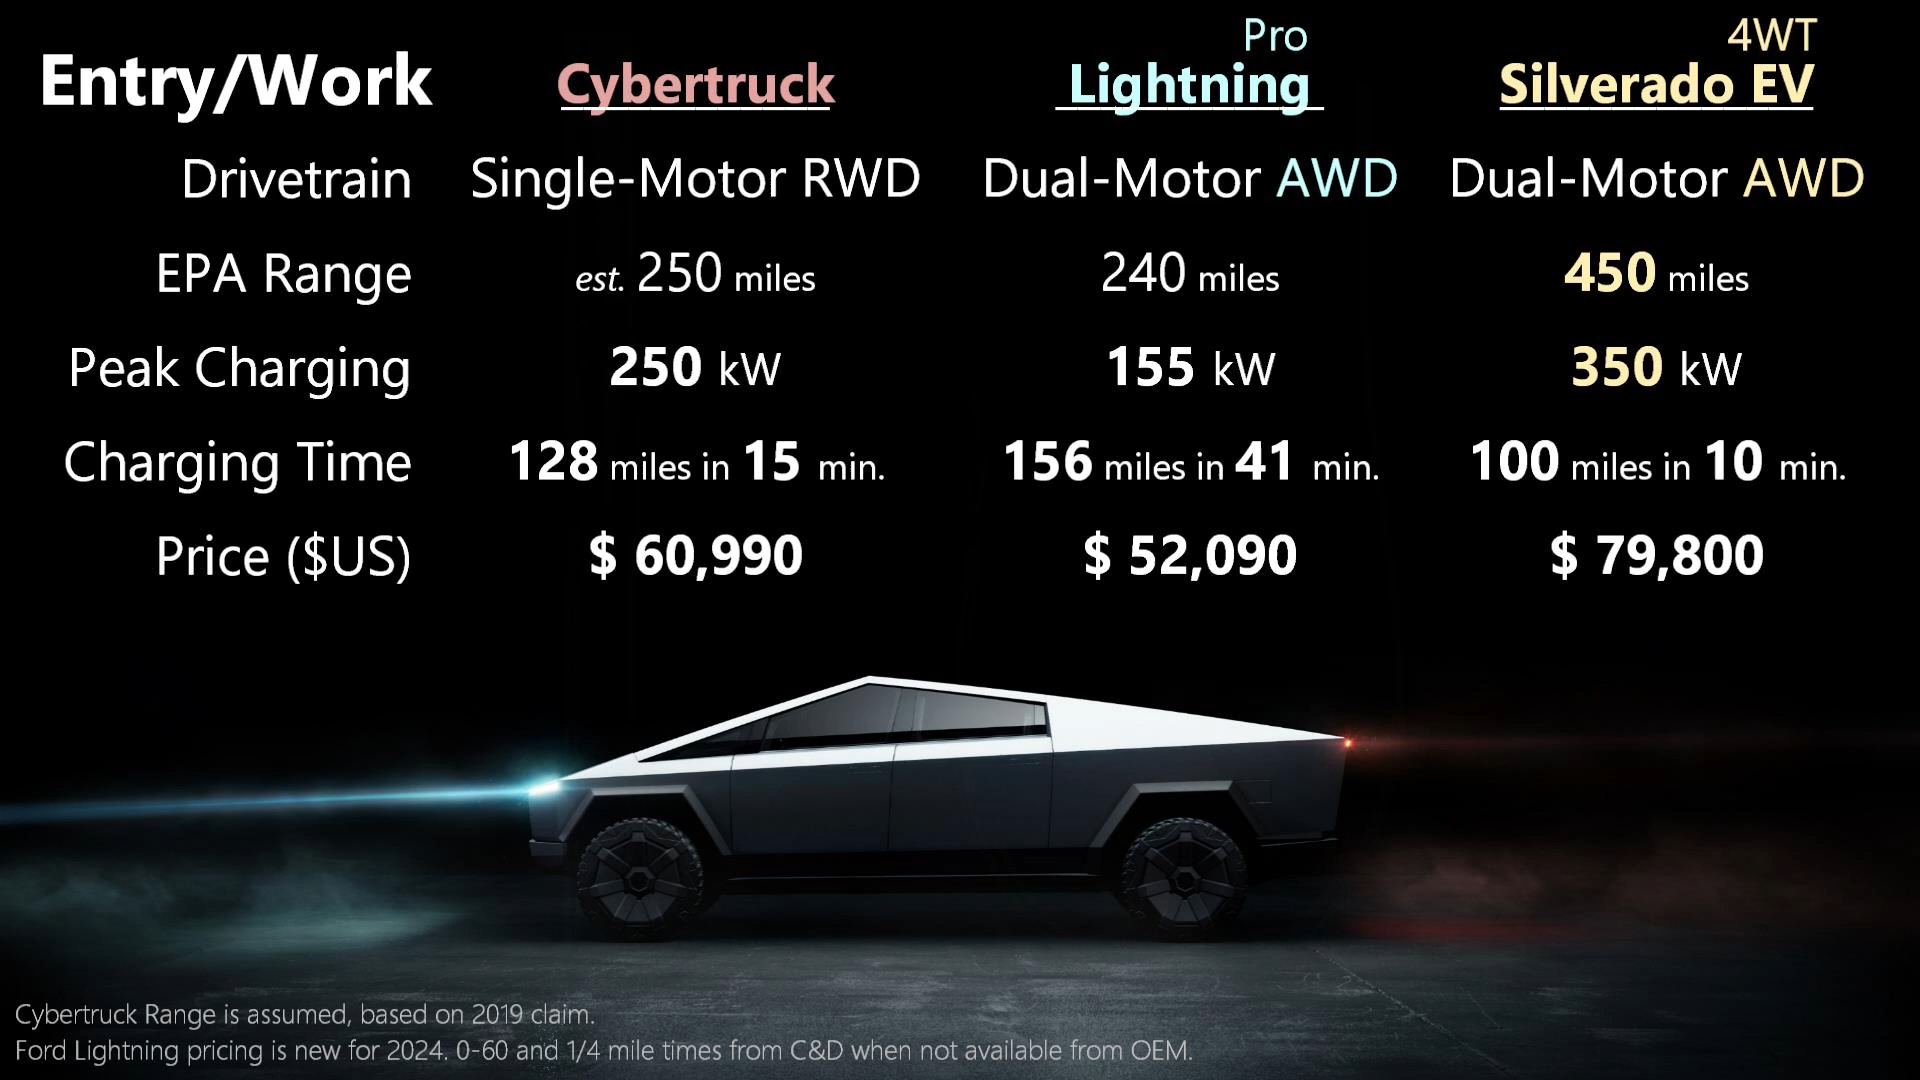 Pro 4WT
Entry/Work Cybertruck Lightning Silverado EV
Drivetrain Single-Motor RWD Dual-Motor AWD Dual-Motor AWD
EPA Range est. 250 miles 240 miles 450 miles
Peak Charging 250 kW 155 kW 350 kW
Charging Time 128 miles in 15 min. 156 miles in 41 min. 100 miles in 10 min.
Price ($US) $ 60,990 $ 52,090 $ 79,800
Cybertruck Range is assumed, based on 2019 claim.
Ford Lightning pricing is new for 2024. 0-60 and 1/4 mile times from C&D when not available from OEM.